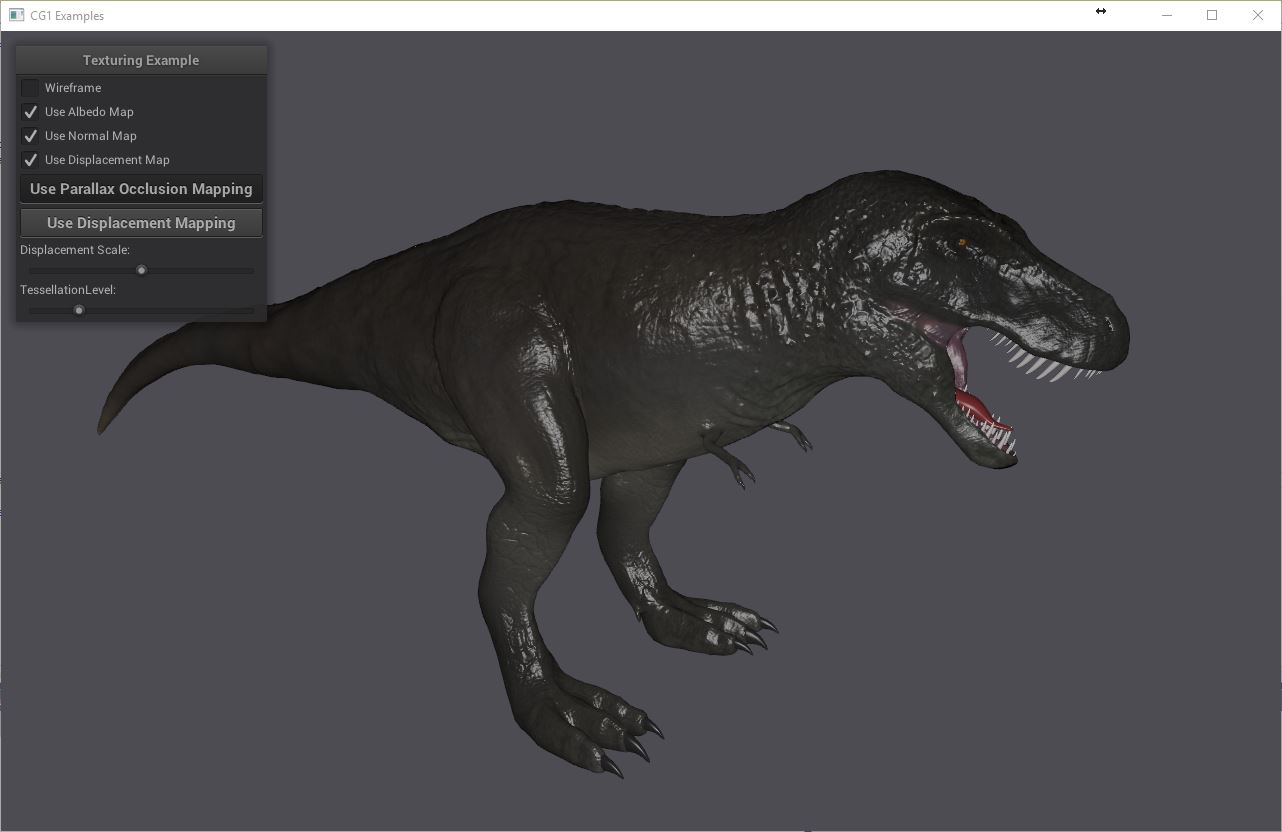 CG1 Examples
Texturing Example
Wireframe
Use Albedo Map
Use Normal Map
Use Displacement Map
Use Parallax Occlusion Mapping
Use Displacement Mapping
Displacement Scale:
TessellationLevel: